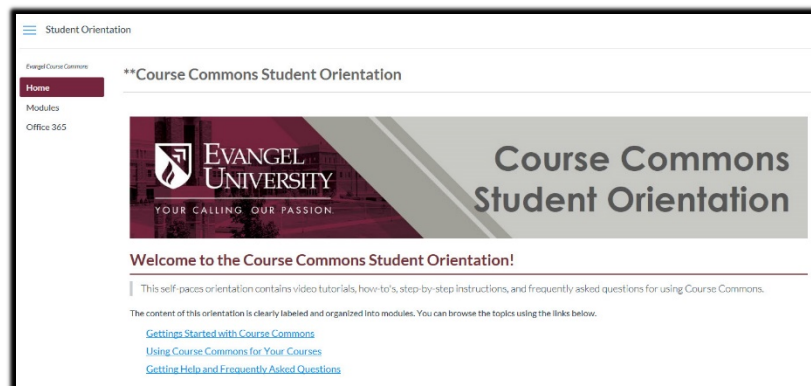 Student Orientation
Evangel Course Commons
Home
Modules
Office 365
**Course Commons Student Orientation
EVANGEL
UNIVERSITY
YOUR CALLING. OUR PASSION.
Course Commons
Student Orientation
Welcome to the Course Commons Student Orientation!
This self-paces orientation contains video tutorials, how-to's, step-by-step instructions, and frequently asked questions for using Course Commons.
The content of this orientation is clearly labeled and organized into modules. You can browse the topics using the links below.
Gettings Started with Course Commons
Using Course Commons for Your Courses
Getting Help and Frequently Asked Questions